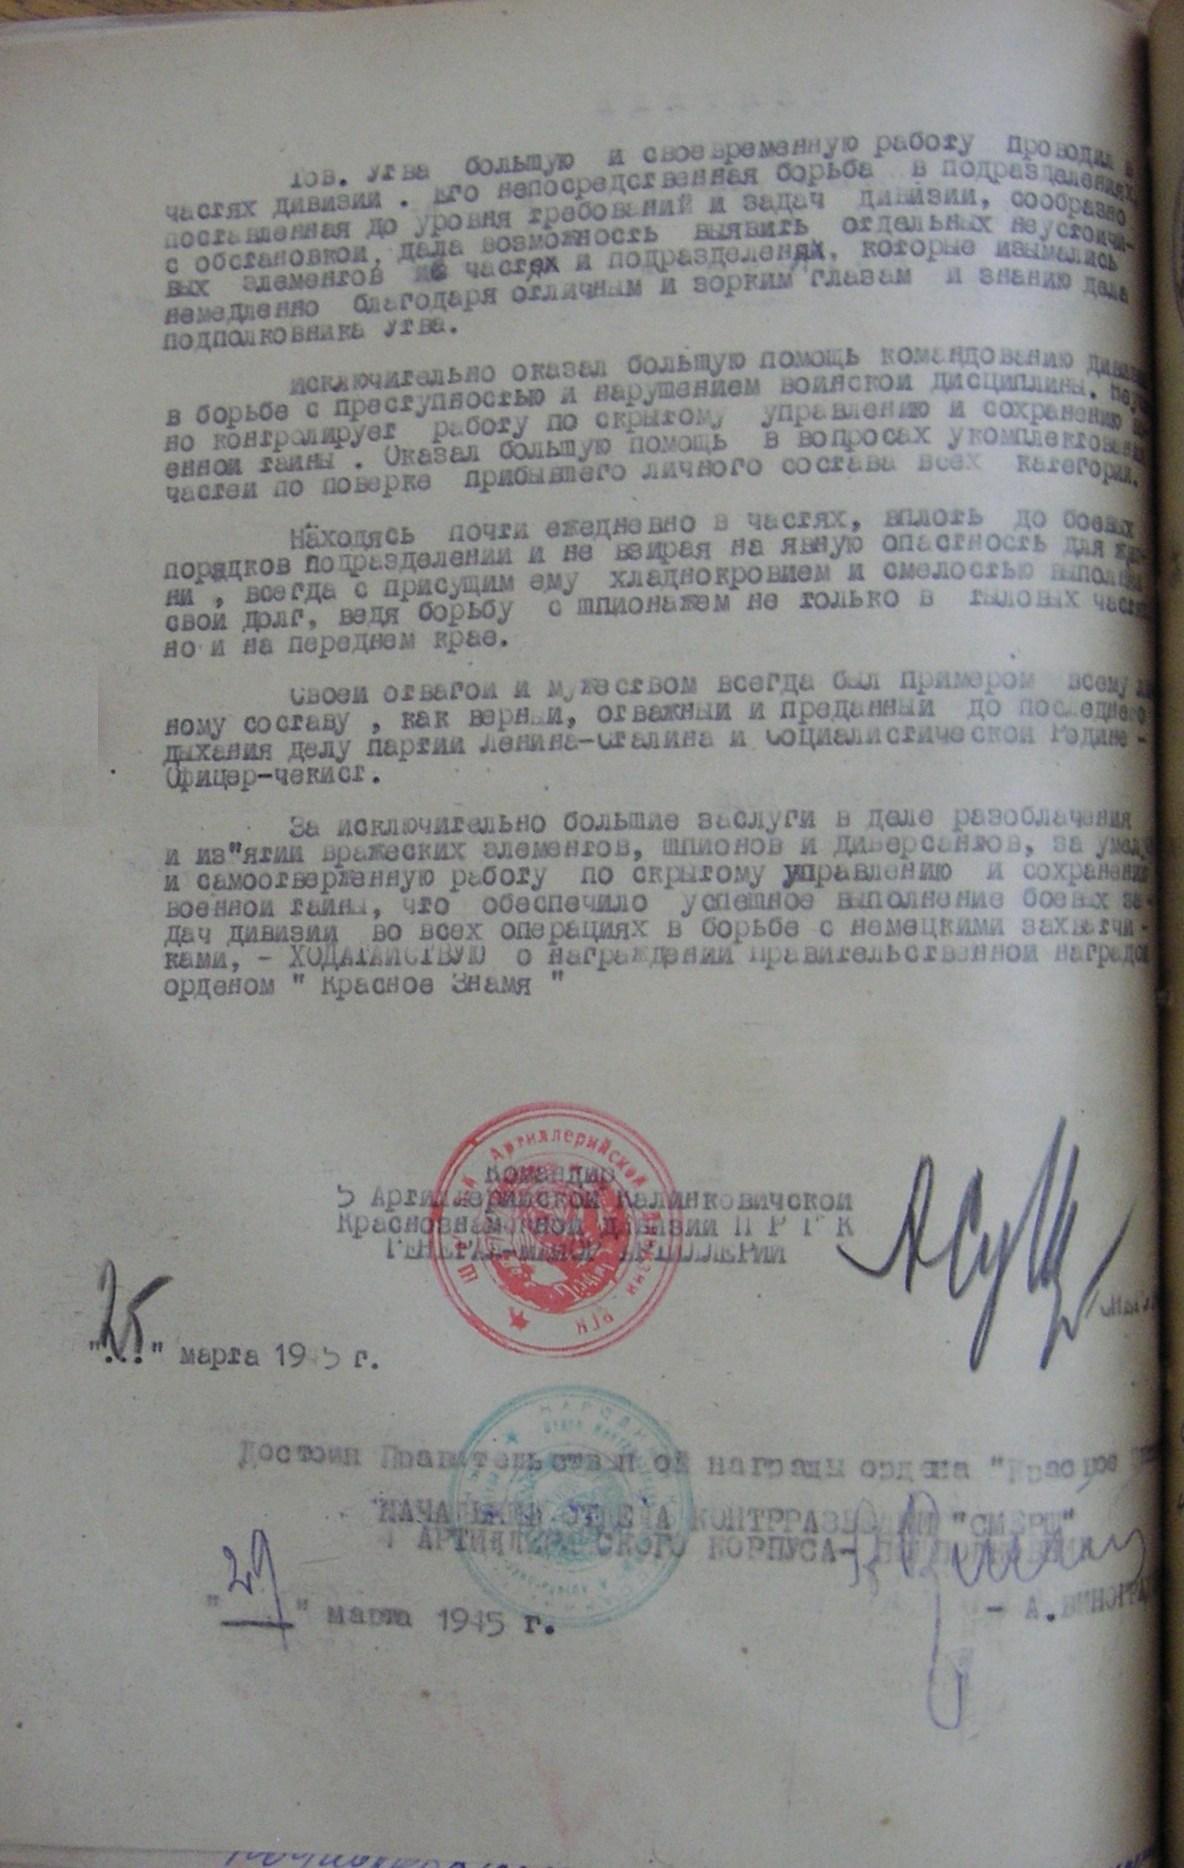 Тов. Утва большую и своевременную работу проводил в
частях дивизии . Его непосредственная борьба в подразделениях,
поставленная до уровня требований и задач дивизии, сообразно
с обстановкой, дала возможность выявить отдельных неустойчи-
вых элементов из частях и подразделениях, которые изымались
немедленно благодаря отличным и зорким глазам и знанию дела
подполковника Утва.
Исключительно оказал большую помощь командованию
в борьбе с преступностью и нарушением воинской дисциплины.
но контролирует работу по скрытому управлению и сохранению
енной тайны . Оказал большую помощь в вопросах
частей по поверке прибывшего личного состава всех категорий.
Находясь почти ежедневно в частях, вплоть до боевых
порядков подразделений и не взирая на явную опастность для
ни , всегда с присущим ему хладнокровием и смелостью
свой долг, ведя борьбу с шпионажем не только в тыловых
но и на переднем крае.
Своей отвагой и мужеством всегда был примером всему
ному составу , как верный, отважный и преданный до последнего
дыхания делу партии Ленина-Сталина и Социалистической Родине -
Офицер-чекист.
За исключительно большие заслуги в деле разоблачения
и из"ятии вражеских элементов, шпионов и диверсантов, за
и самоотверженную работу по скрытому управлению и сохранению
военной тайны, что обеспечило успешное выполнение боевых за-
дач дивизии во всех операциях в борьбе с немецкими захватчи-
ками, - ХОДАТАЙСТВУЮ о награждении Правительственной наградой
орденом " Красное Знамя "
Командир
5 Артиллерийской Калинковичской
Краснознаменной дивизии П Р Г К
ГЕНЕРАЛ-МАЙОР АРТИЛЛЕРИИ
"25" марта 1945 г.
Достоин Правительственной награды ордена "Красное
НАЧАЛЬНИК ОТДЕЛА КОНТРРАЗВЕДКИ "СМЕРШ"
4 АРТИЛЛЕРИЙСКОГО КОРПУСА-
- А.
"29" марта 1945 г.